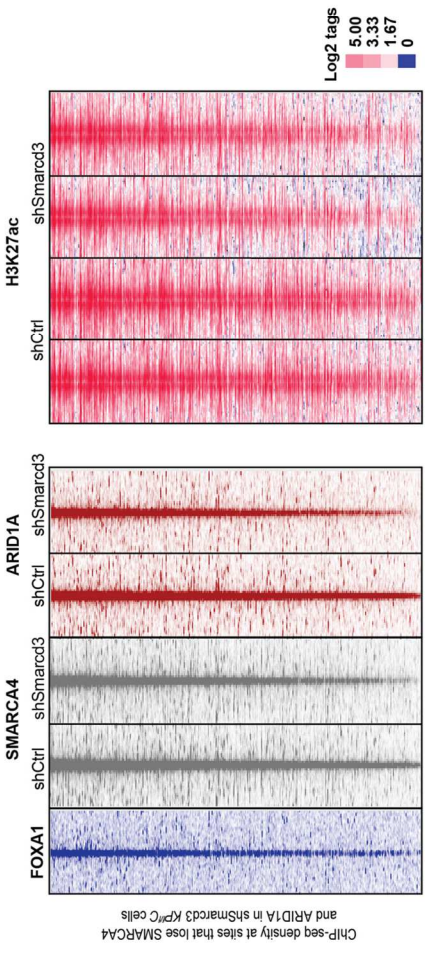 ChIP-seq density at sites that lose SMARCA4
and ARID1A in shSmarcd3 KPf/fC cells
FOXA1
SMARCA4
shCtrl
shSmarcd3
ARID1A
shCtrl
shSmarcd3
H3K27ac
shCtrl
shSmarcd3
Log2 tags
5.00
3.33
1.67
0